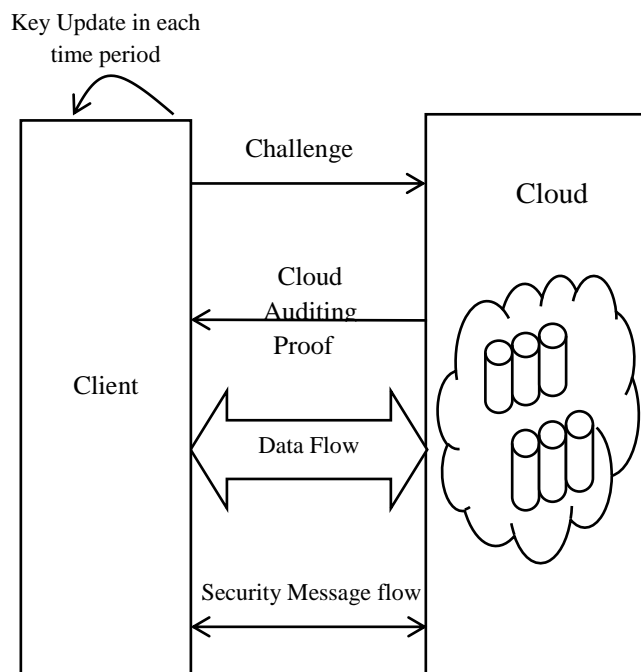 Key Update in each
time period
Challenge
Cloud
Cloud
Auditing
Proof
Client
Data Flow
Security Message flow